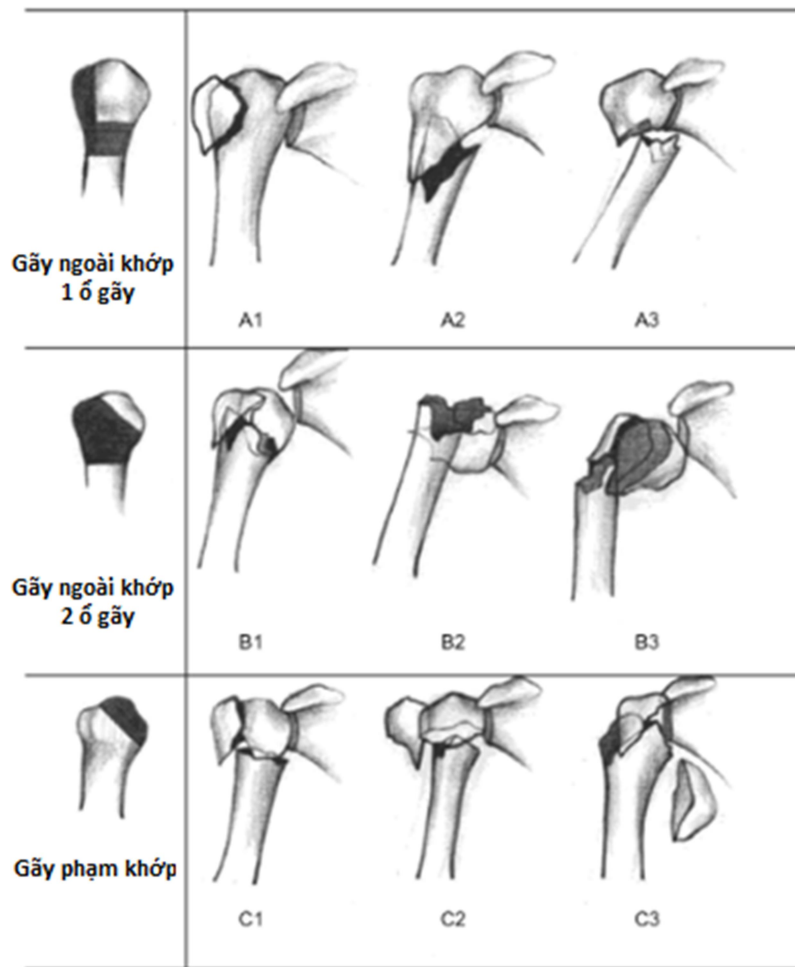 Gãy ngoài khớp
1 ổ gãy
A1
A2
A3
Gãy ngoài khớp
2 ổ gãy
B1
B2
B3
Gãy phạm khớp
C1
C2
C3